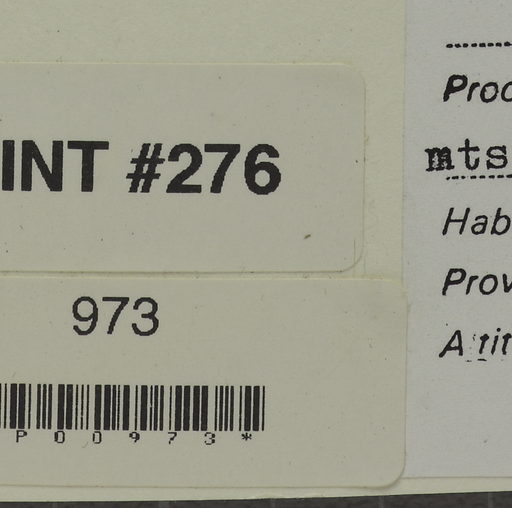 INT #276
973
P00973*
Proc
mts
Hab
Prov
Altit